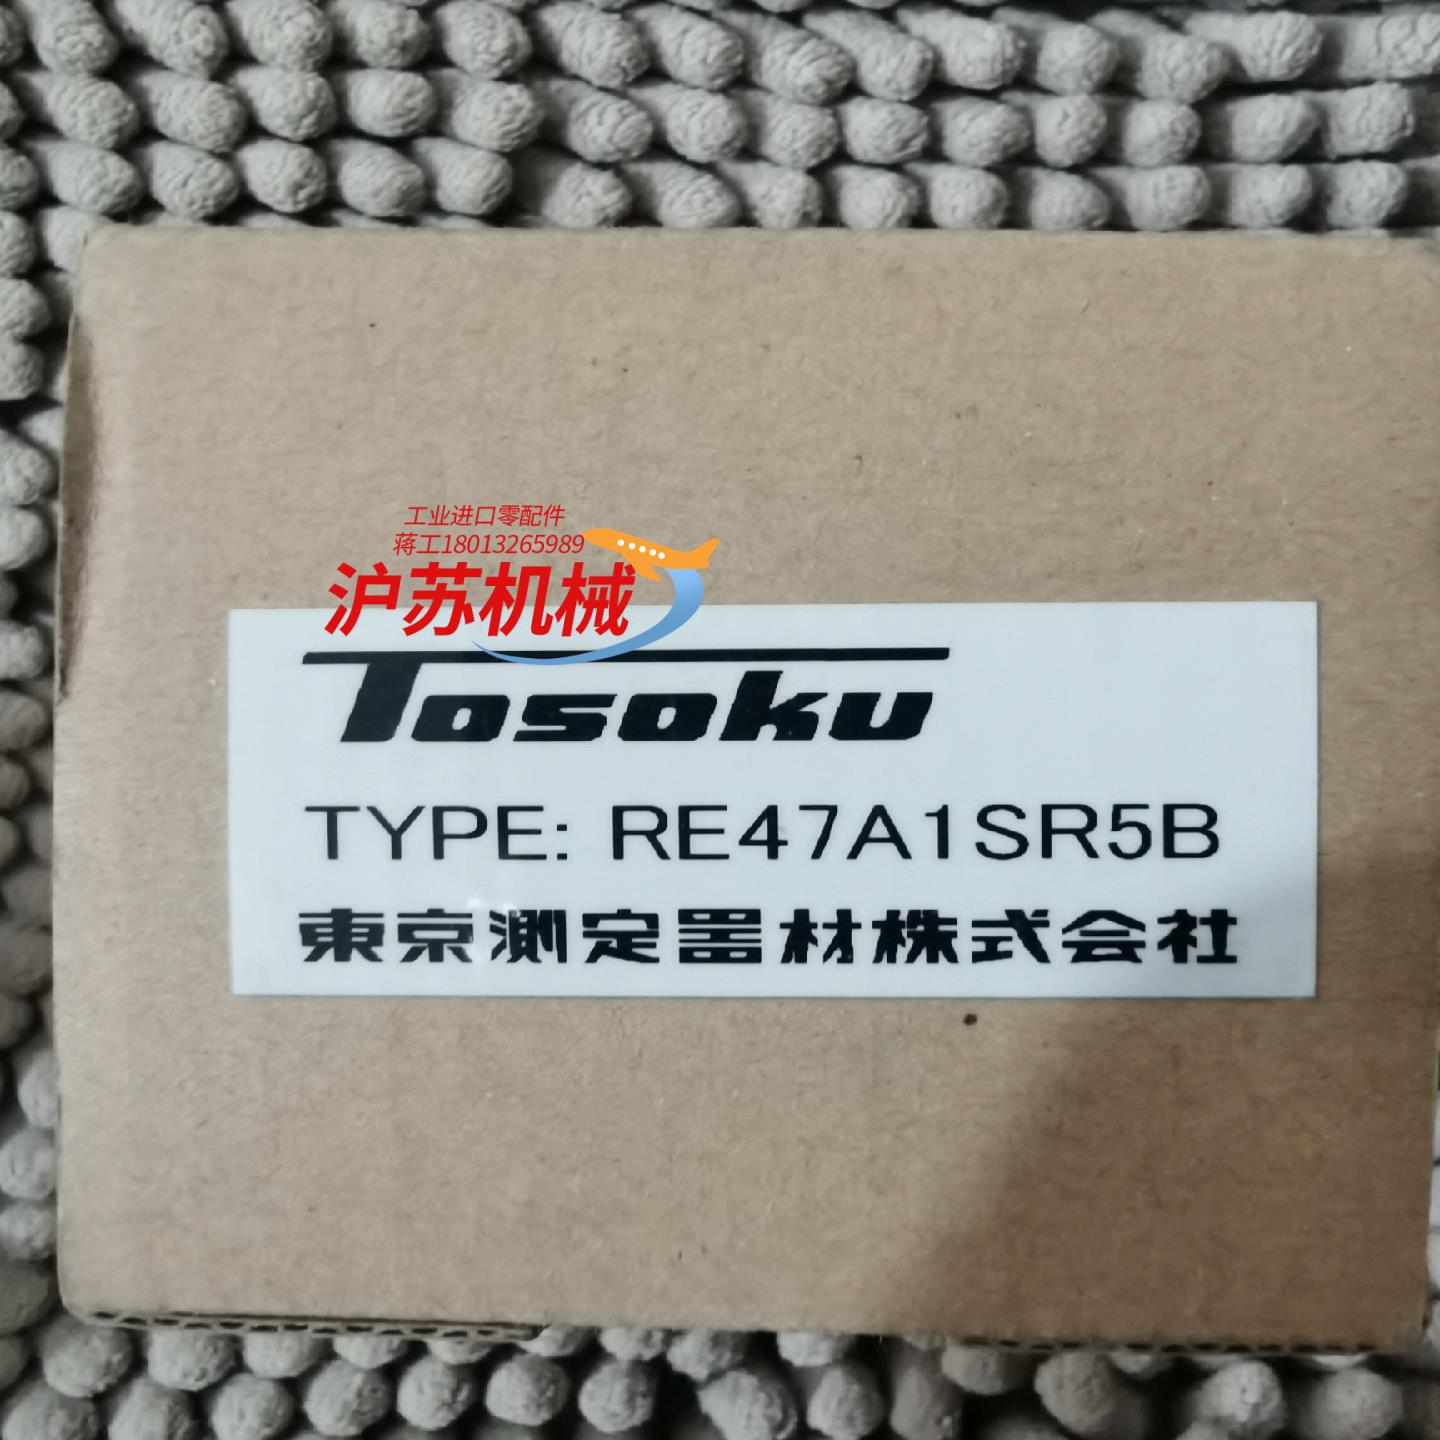 工业进口零配件
蒋工18013265989
沪苏机械
Tosoku
TYPE: RE47A1SR5B
東京測定器材株式会社